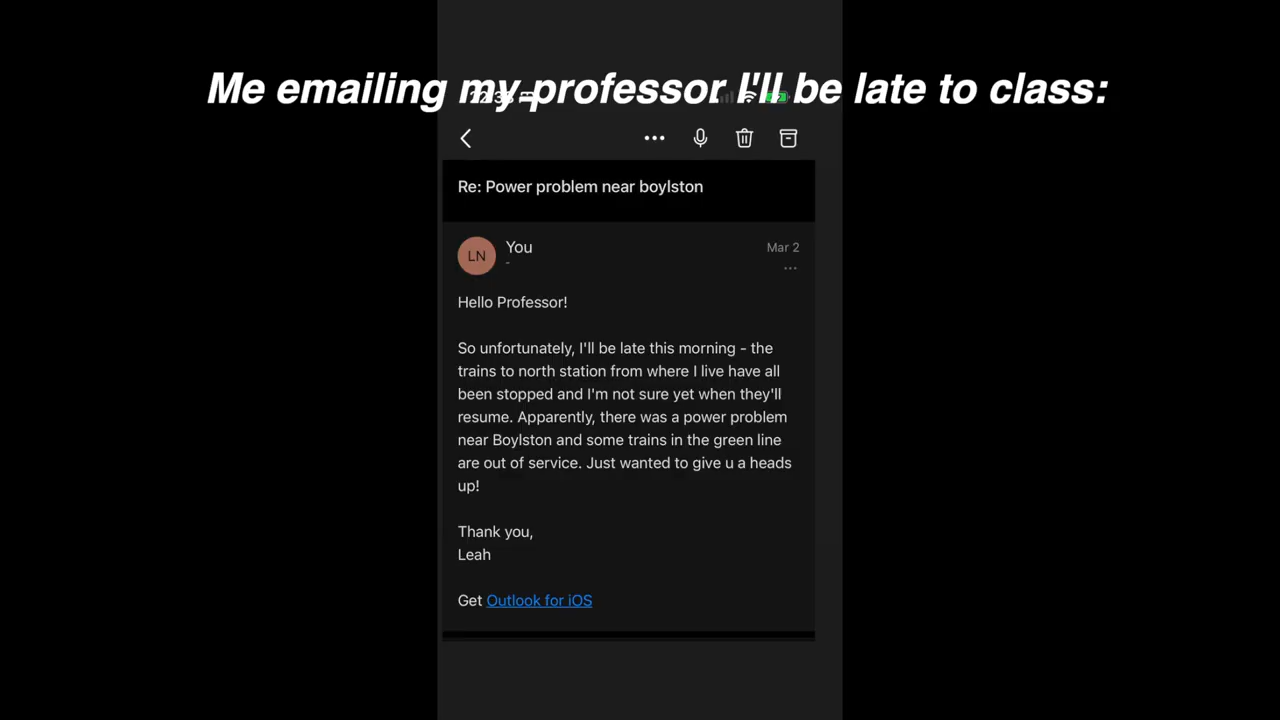 Me emailing my professor I'll be late to class:
Re: Power problem near boylston
LN
You
Mar 2
Hello Professor!
So unfortunately, I'll be late this morning - the
trains to north station from where I live have all
been stopped and I'm not sure yet when they'll
resume. Apparently, there was a power problem
near Boylston and some trains in the green line
are out of service. Just wanted to give u a heads
up!
Thank you,
Leah
Get Outlook for iOS